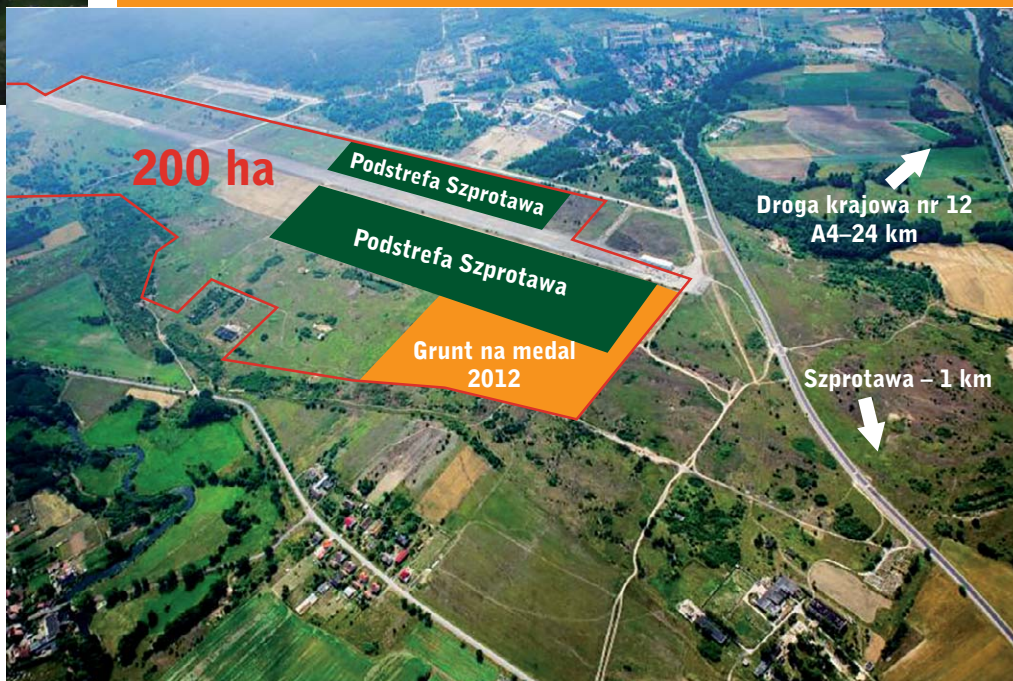 200 ha
Podstrefa Szprotawa
Podstrefa Szprotawa
Droga krajowa nr 12
A4–24 km
Grunt na medal
2012
Szprotawa – 1 km